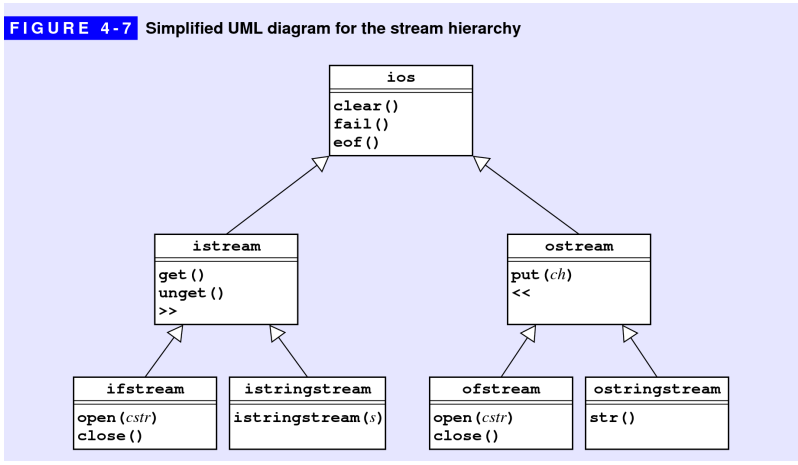 FIGURE 4-7 Simplified UML diagram for the stream hierarchy
ios
clear()
fail()
eof()
istream
get()
unget()
>>
ostream
put(ch)
<<
ifstream
open(cstr)
close()
istringstream
istringstream(s)
ofstream
open(cstr)
close()
ostringstream
str()